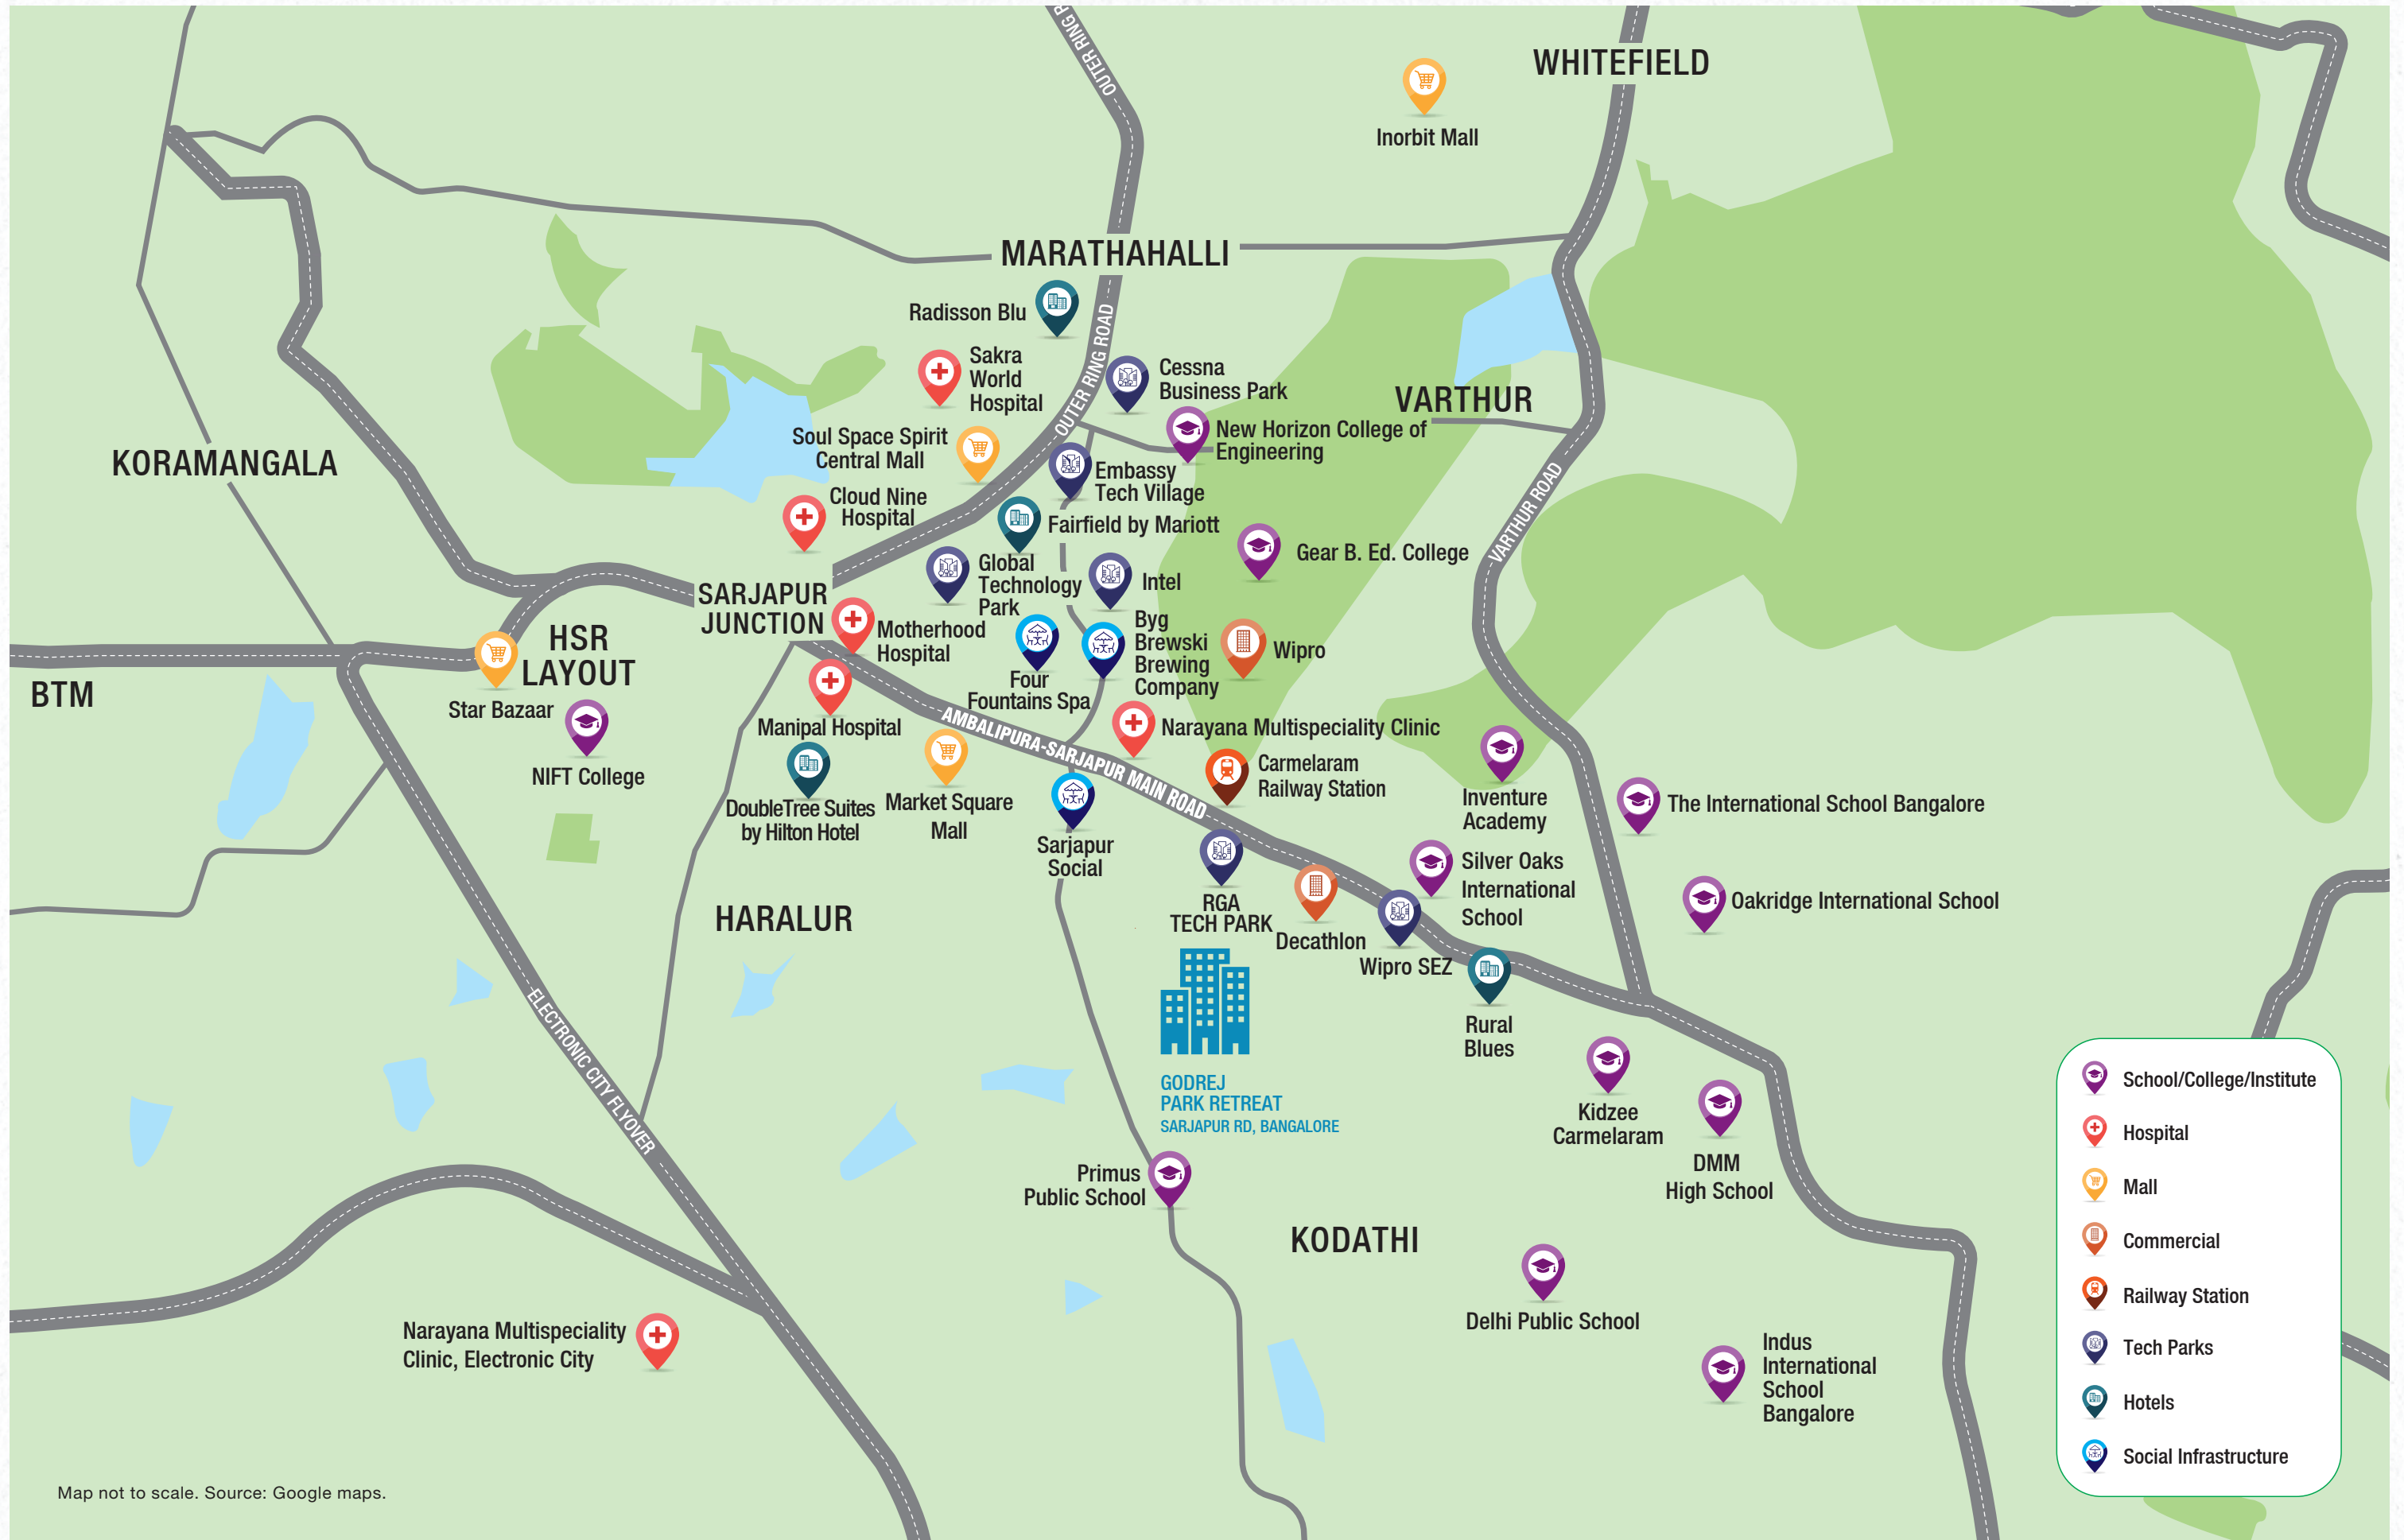 OUTER RING R
WHITEFIELD
Inorbit Mall
MARATHAHALLI
Radisson Blu
OUTER RING ROAD
Sakra
World
Hospital
Cessna
Business Park
VARTHUR
New Horizon College of
Engineering
Soul Space Spirit
Central Mall
KORAMANGALA
Embassy
Tech Village
Cloud Nine
Hospital
Fairfield by Mariott
VARTHUR ROAD
Gear B. Ed. College
Global
Technology
Park
Intel
SARJAPUR
JUNCTION
Motherhood
Hospital
Byg
Brewski
Brewing
Company
Wipro
HSR
LAYOUT
BTM
Star Bazaar
Four
Fountains Spa
Manipal Hospital
AMBALIPURA-SARJAPUR MAIN ROAD
Narayana Multispeciality Clinic
NIFT College
Carmelaram
Railway Station
DoubleTree Suites
by Hilton Hotel
Market Square
Mall
Inventure
Academy
The International School Bangalore
Sarjapur
Social
Silver Oaks
International
School
RGA
TECH PARK
Oakridge International School
HARALUR
Decathlon
Wipro SEZ
Rural
Blues
ELECTRONIC CITY FLYOVER
GODREJ
PARK RETREAT
SARJAPUR RD, BANGALORE
Kidzee
Carmelaram
DMM
High School
Primus
Public School
KODATHI
Delhi Public School
Narayana Multispeciality
Clinic, Electronic City
Indus
International
School
Bangalore
School/College/Institute
Hospital
Mall
Commercial
Railway Station
Tech Parks
Hotels
Social Infrastructure
Map not to scale. Source: Google maps.